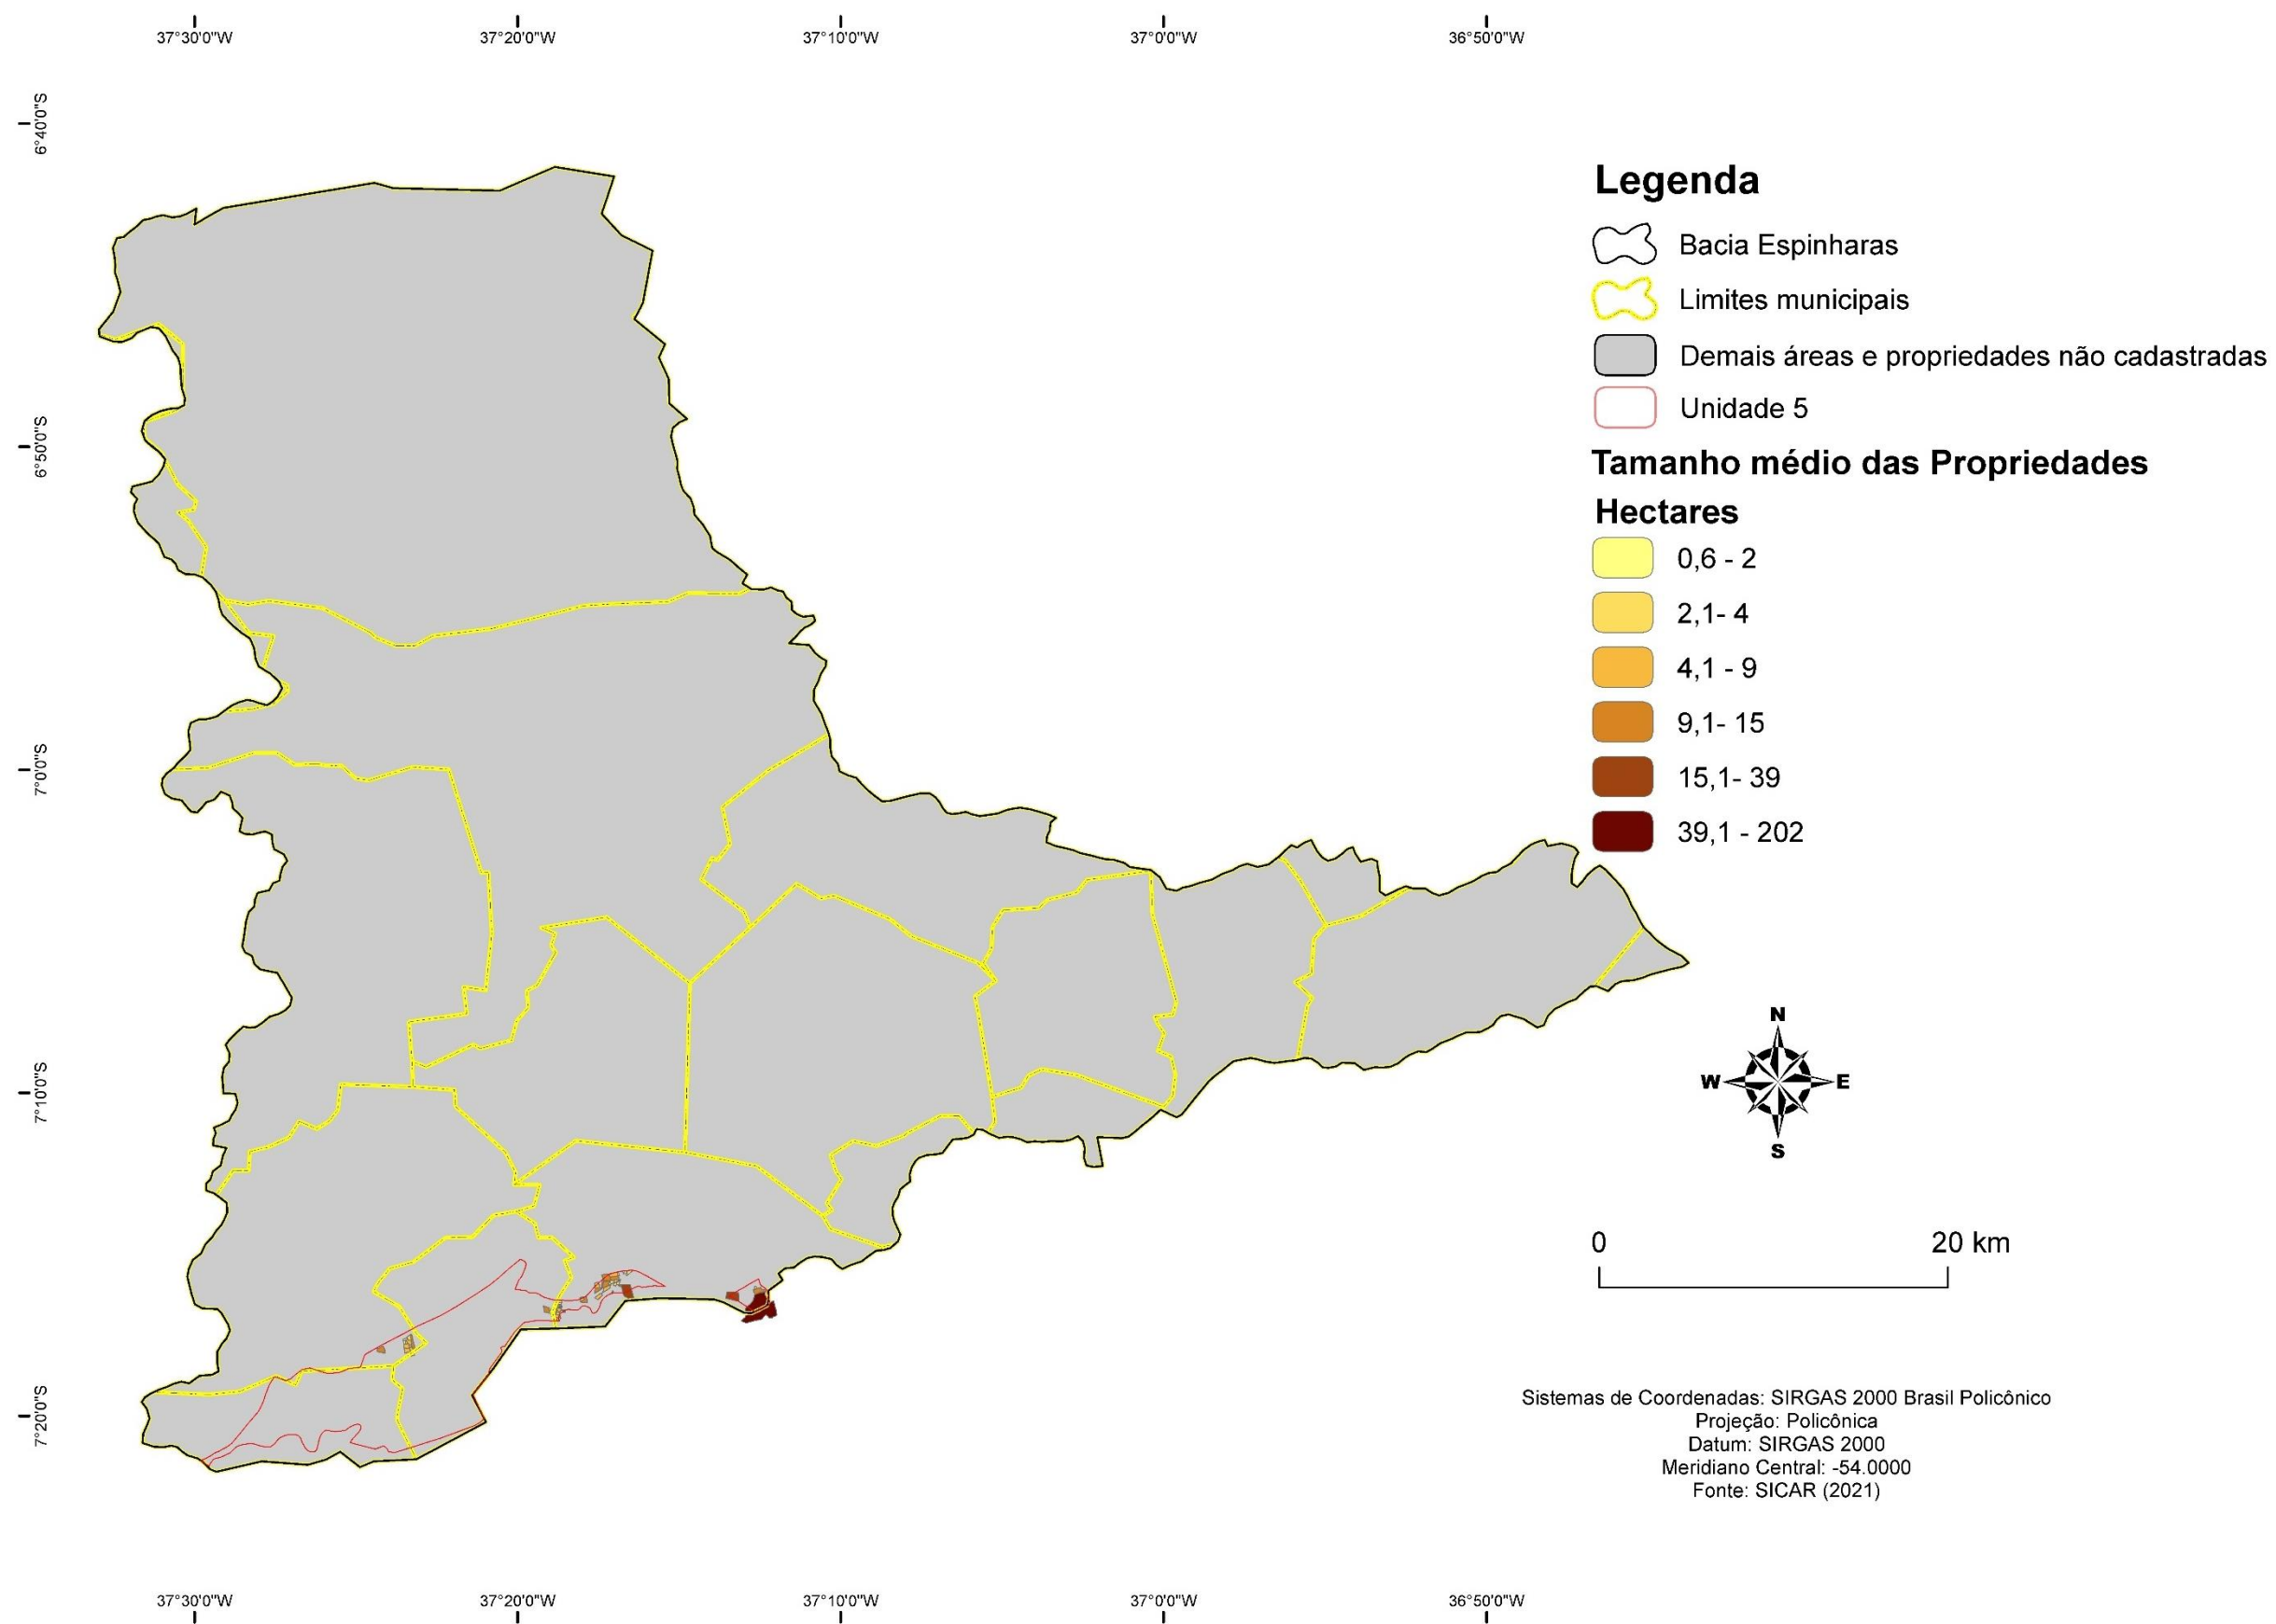 37°30'0"W
37°20'0"W
37°10'0"W
37°0'0"W
36°50'0"W
6°40'0"S
6°50'0"S
7°0'0"S
7°10'0"S
7°20'0"S
Legenda
Bacia Espinharas
Limites municipais
Demais áreas e propriedades não cadastradas
Unidade 5
Tamanho médio das Propriedades
Hectares
0,6 - 2
2,1- 4
4,1 - 9
9,1- 15
15,1- 39
39,1 - 202
N
W
E
S
0
20 km
Sistemas de Coordenadas: SIRGAS 2000 Brasil Policônico
Projeção: Policônica
Datum: SIRGAS 2000
Meridiano Central: -54.0000
Fonte: SICAR (2021)
37°30'0"W
37°20'0"W
37°10'0"W
37°0'0"W
36°50'0"W